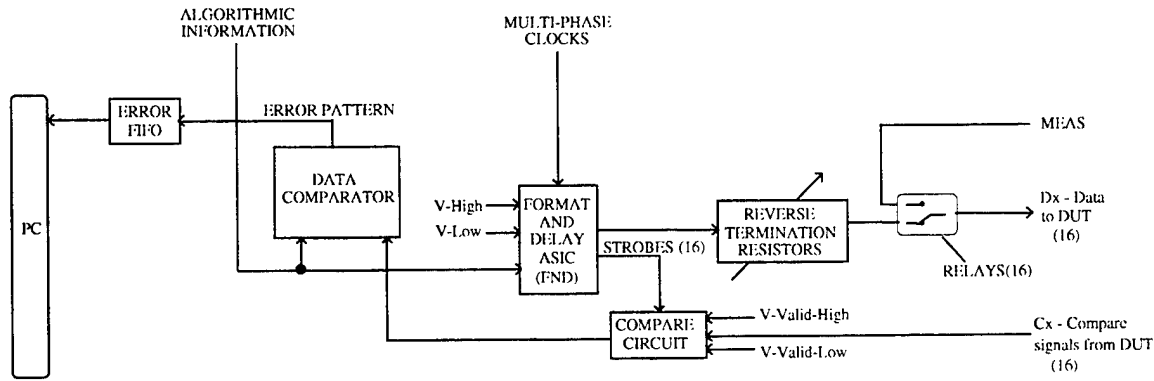 ALGORITHMIC
INFORMATION
MULTI-PHASE
CLOCKS
PC
ERROR
FIFO
ERROR PATTERN
DATA
COMPARATOR
V-High
V-Low
FORMAT
AND
DELAY
ASIC
(FND)
STROBES (16)
REVERSE
TERMINATION
RESISTORS
MEAS
Dx - Data
to DUT
(16)
RELAYS(16)
COMPARE
CIRCUIT
V-Valid-High
V-Valid-Low
Cx - Compare
signals from DUT
(16)